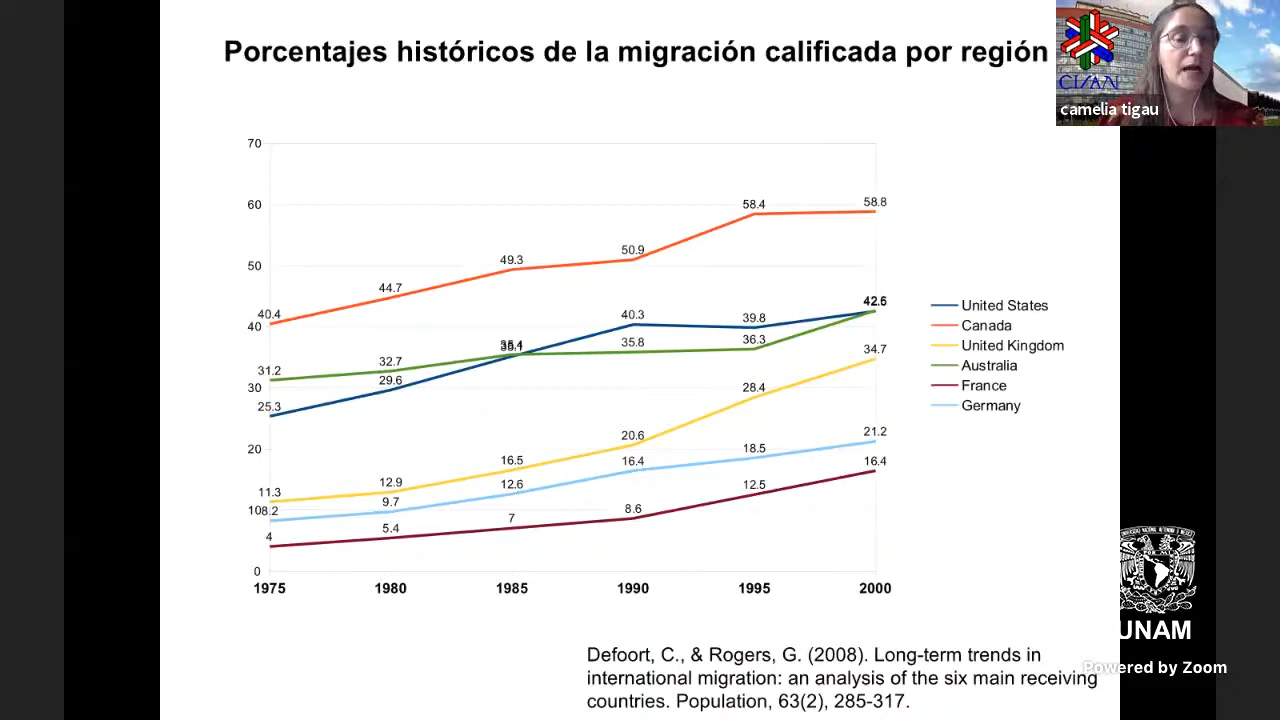 Porcentajes históricos de la migración calificada por región
CISAN
camelia tigau
70
60
50
40
30
20
10
0
40.4
44.7
49.3
50.9
58.4
58.8
25.3
29.6
40.3
39.8
42.6
31.2
32.7
35.4
35.8
36.3
11.3
12.9
16.5
20.6
28.4
34.7
8.2
9.7
12.6
16.4
18.5
21.2
4
5.4
7
8.6
12.5
16.4
1975 1980 1985 1990 1995 2000
United States
Canada
United Kingdom
Australia
France
Germany
Defoort, C., & Rogers, G. (2008). Long-term trends in
international migration: an analysis of the six main receiving
countries. Population, 63(2), 285-317.
UNAM
Powered by Zoom